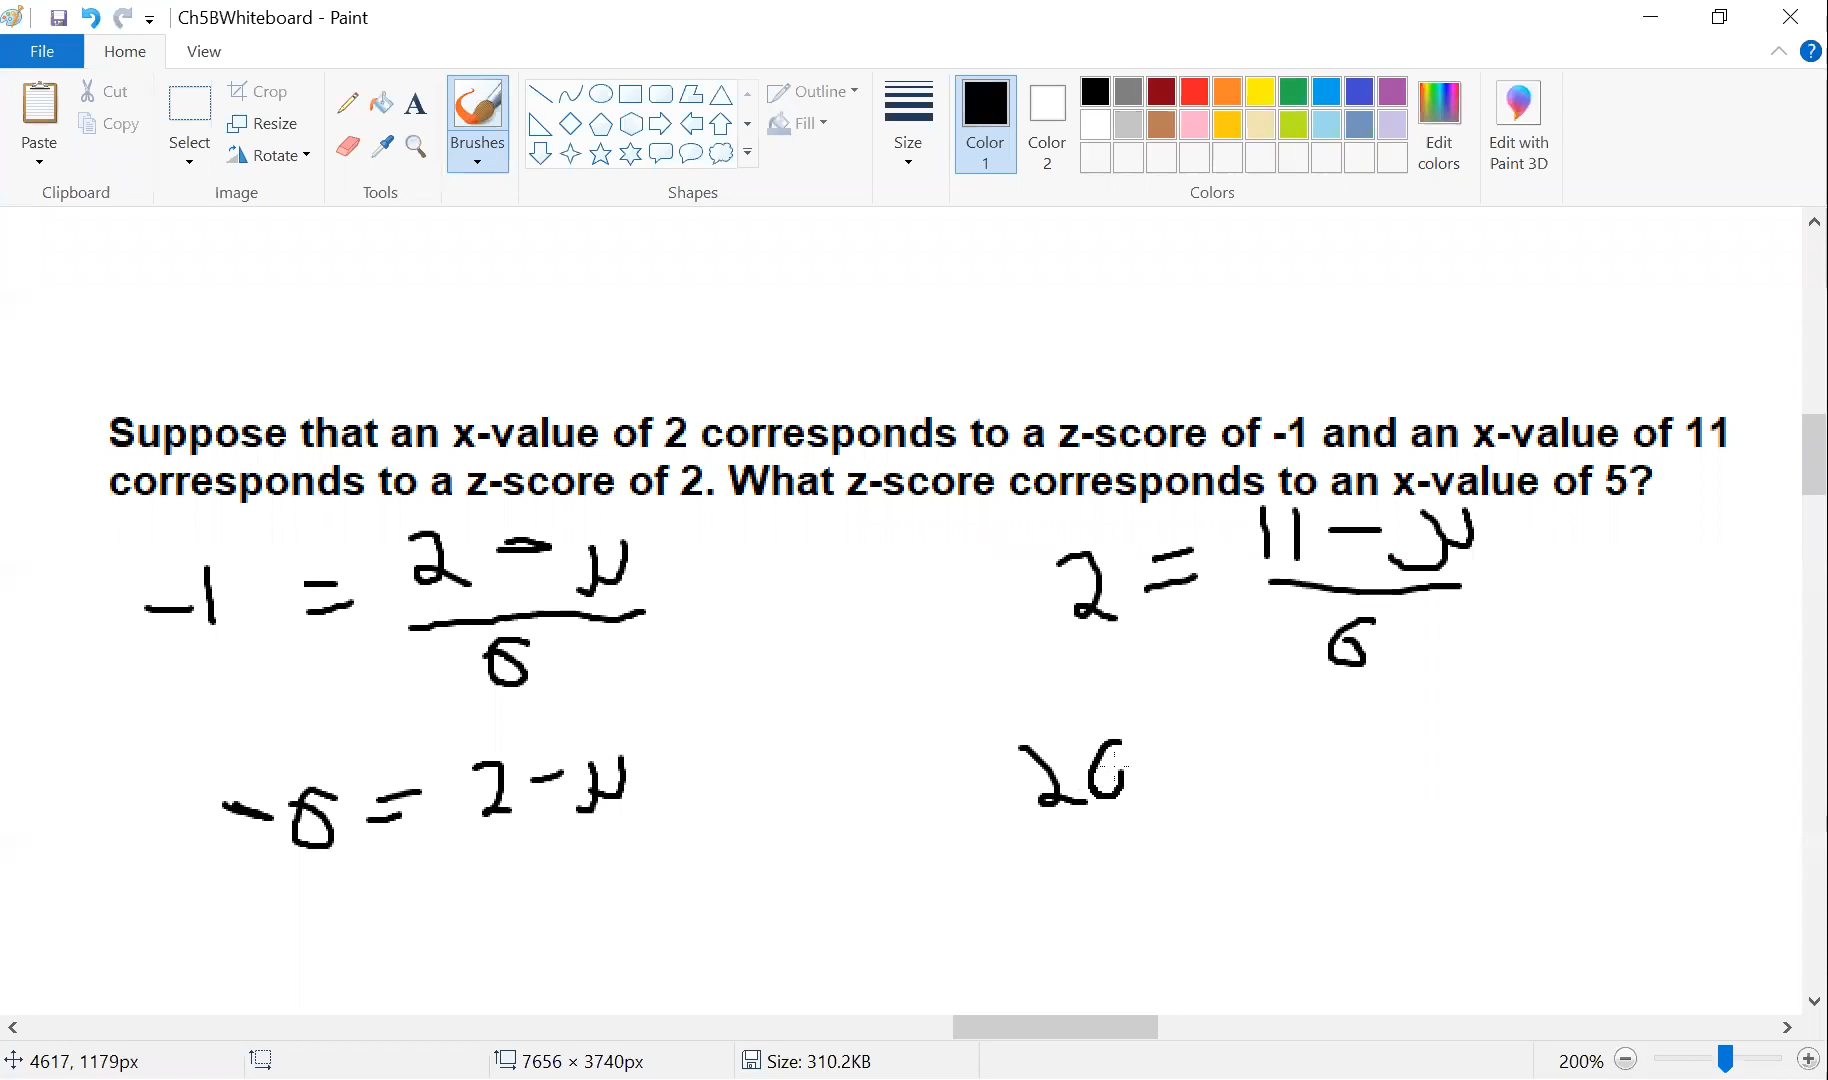 Ch5BWhiteboard - Paint
File Home View
Paste Cut Copy Select Crop Resize Rotate Brushes Outline Fill Size Color 1 Color 2 Edit colors Edit with Paint 3D
Clipboard Image Tools Shapes Colors
Suppose that an x-value of 2 corresponds to a z-score of -1 and an x-value of 11
corresponds to a z-score of 2. What z-score corresponds to an x-value of 5?
-1 = (2 - μ)/σ
2 = (11 - μ)/σ
-σ = 2 - μ
2σ
4617, 1179px 7656 × 3740px Size: 310.2KB 200%